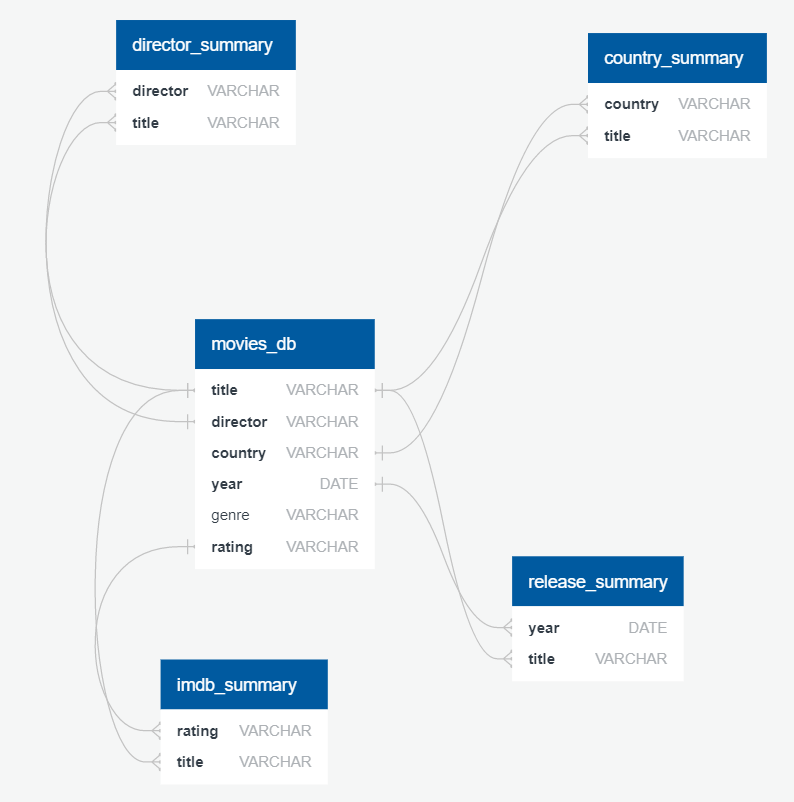 director_summary
director VARCHAR
title VARCHAR
country_summary
country VARCHAR
title VARCHAR
movies_db
title VARCHAR
director VARCHAR
country VARCHAR
year DATE
genre VARCHAR
rating VARCHAR
release_summary
year DATE
title VARCHAR
imdb_summary
rating VARCHAR
title VARCHAR